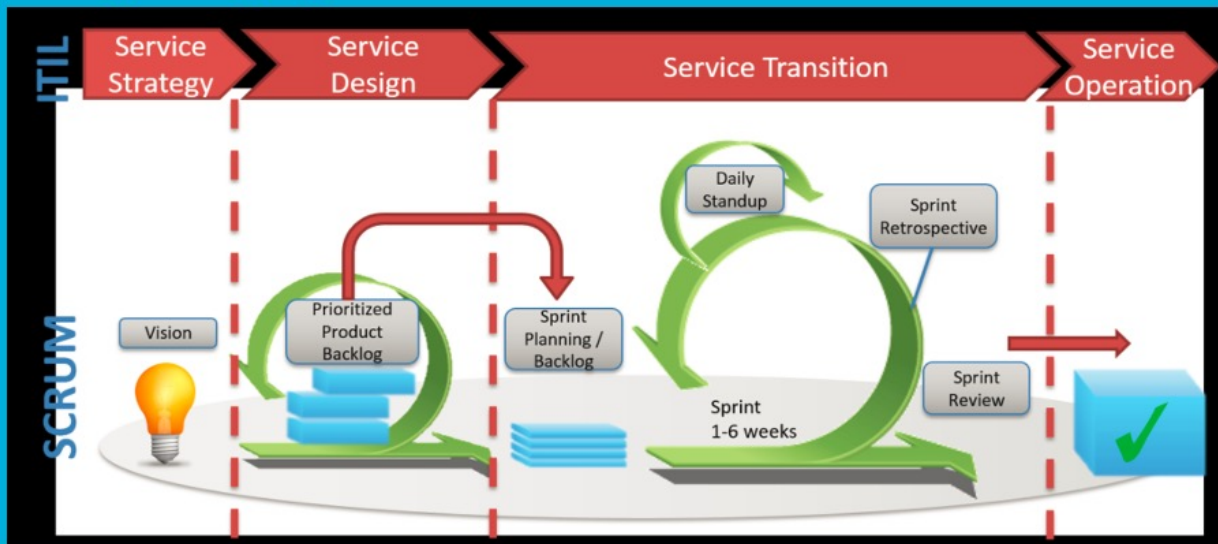 ITIL
Service
Strategy
Service
Design
Service Transition
Service
Operation
SCRUM
Vision
Prioritized
Product
Backlog
Sprint
Planning /
Backlog
Daily
Standup
Sprint
Retrospective
Sprint
1-6 weeks
Sprint
Review